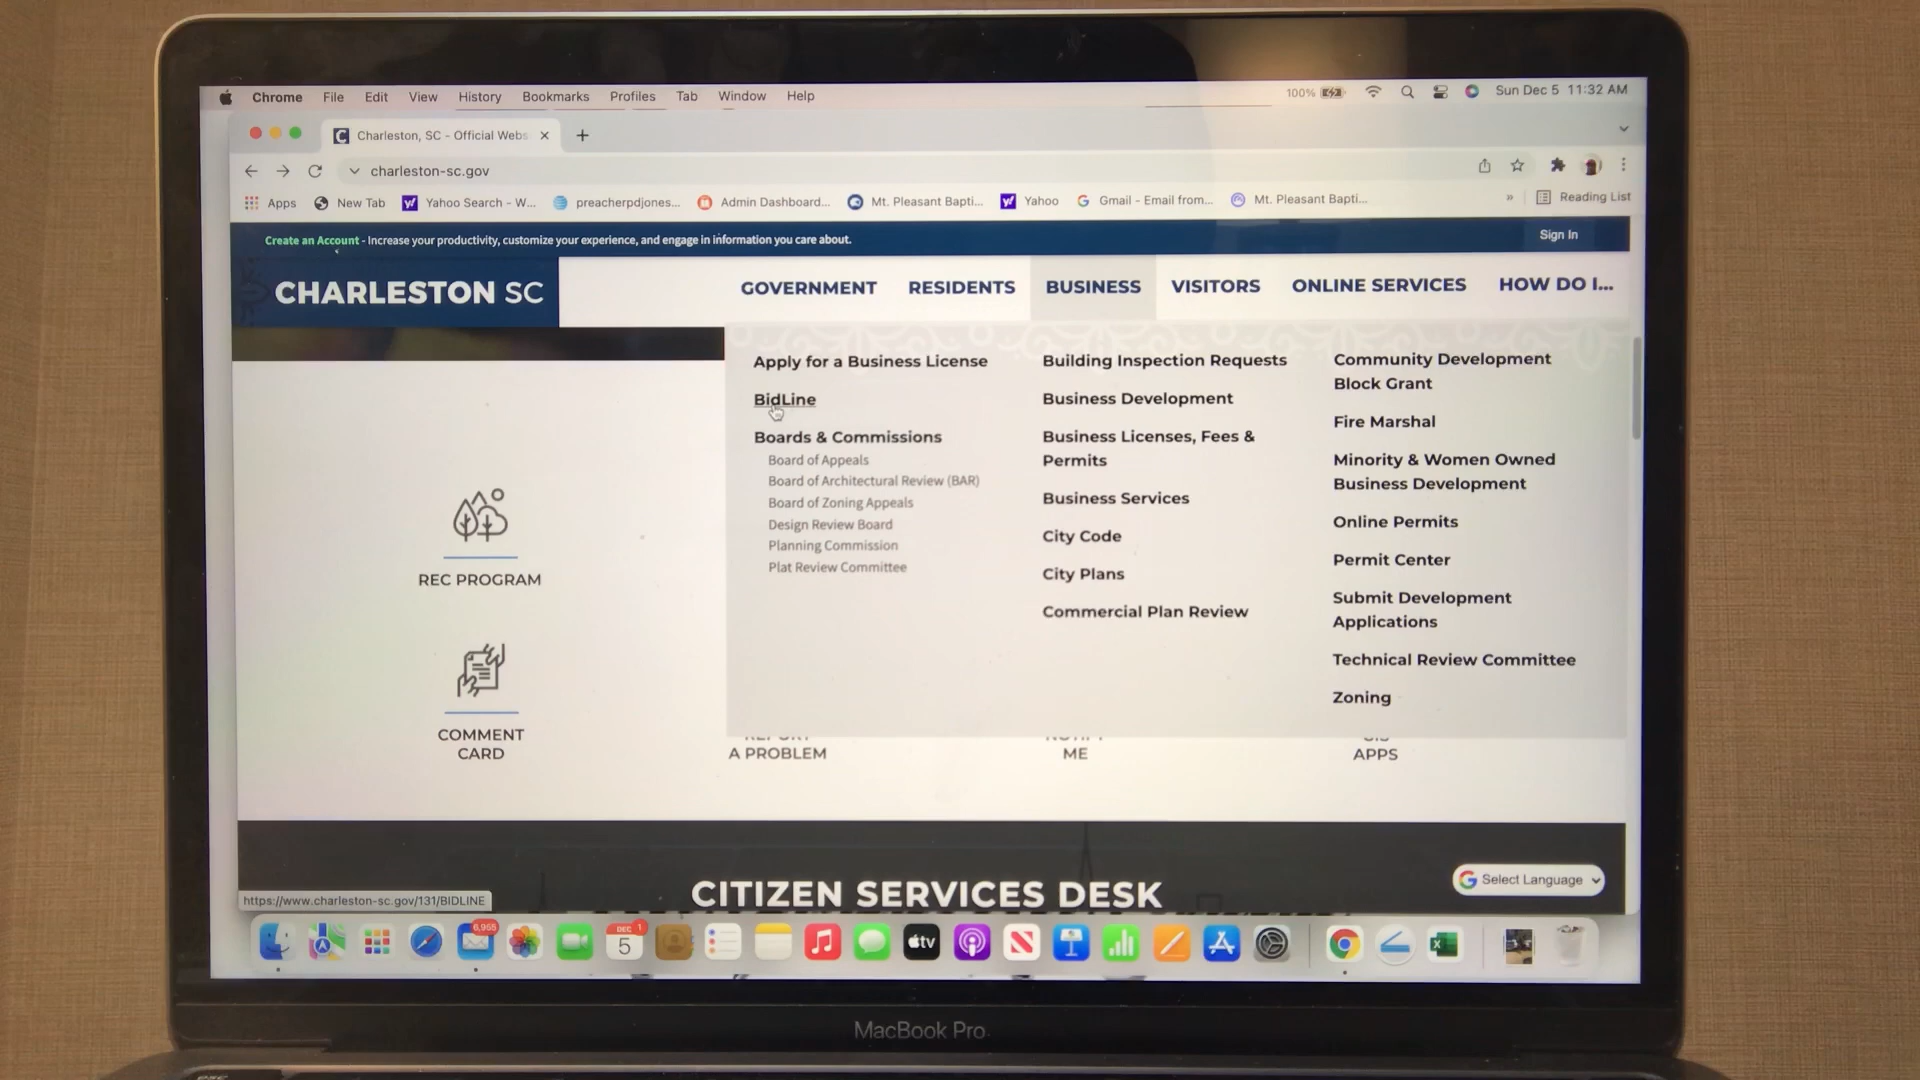 Chrome File Edit View History Bookmarks Profiles Tab Window Help 100% Sun Dec 5 11:32 AM
Charleston, SC - Official Webs
charleston-sc.gov
Apps New Tab Yahoo Search - W... preacherpdjones... Admin Dashboard... Mt. Pleasant Bapti... Yahoo Gmail - Email from... Mt. Pleasant Bapti... » Reading List
Create an Account - Increase your productivity, customize your experience, and engage in information you care about. Sign In
CHARLESTON SC GOVERNMENT RESIDENTS BUSINESS VISITORS ONLINE SERVICES HOW DO I...
Apply for a Business License
BidLine
Boards & Commissions
Board of Appeals
Board of Architectural Review (BAR)
Board of Zoning Appeals
Design Review Board
Planning Commission
Plat Review Committee
Building Inspection Requests
Business Development
Business Licenses, Fees &
Permits
Business Services
City Code
City Plans
Commercial Plan Review
Community Development
Block Grant
Fire Marshal
Minority & Women Owned
Business Development
Online Permits
Permit Center
Submit Development
Applications
Technical Review Committee
Zoning
REC PROGRAM
COMMENT
CARD
A PROBLEM
ME
APPS
CITIZEN SERVICES DESK
Select Language
https://www.charleston-sc.gov/131/BIDLINE
6,965
DEC 1
5
tv
MacBook Pro